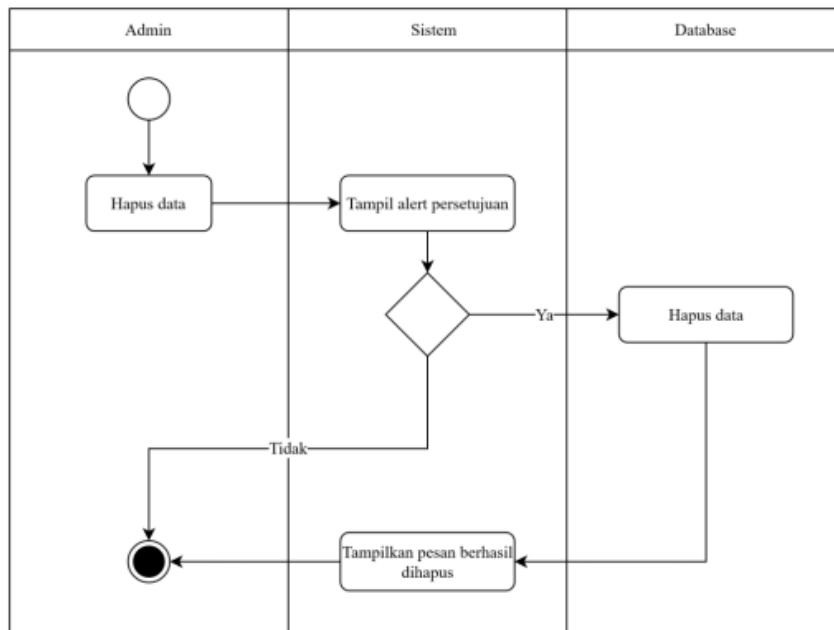 Admin
Sistem
Database
Hapus data
Tampil alert persetujuan
Ya
Hapus data
Tidak
Tampilkan pesan berhasil
dihapus